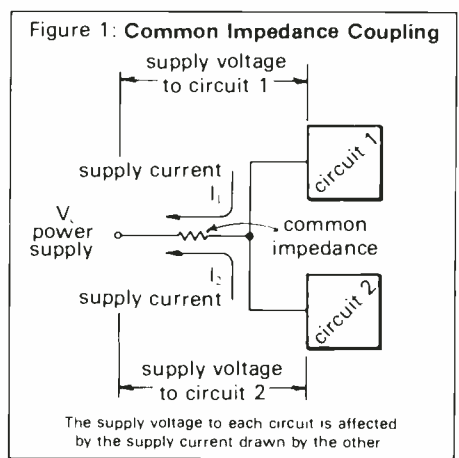 Figure 1: Common Impedance Coupling
supply voltage
to circuit 1
circuit 1
supply current
I₁
V
power
supply
common
impedance
I₂
supply current
circuit 2
supply voltage
to circuit 2
The supply voltage to each circuit is affected
by the supply current drawn by the other